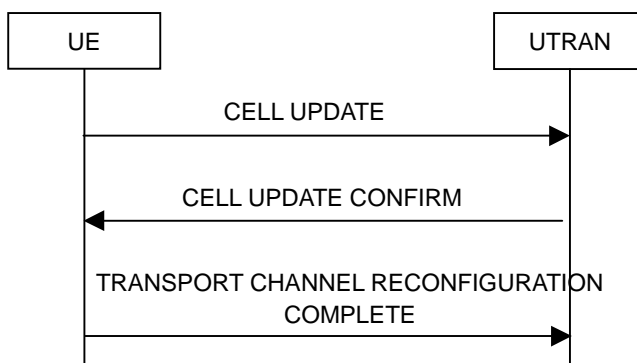 UE
UTRAN
CELL UPDATE
CELL UPDATE CONFIRM
TRANSPORT CHANNEL RECONFIGURATION
COMPLETE